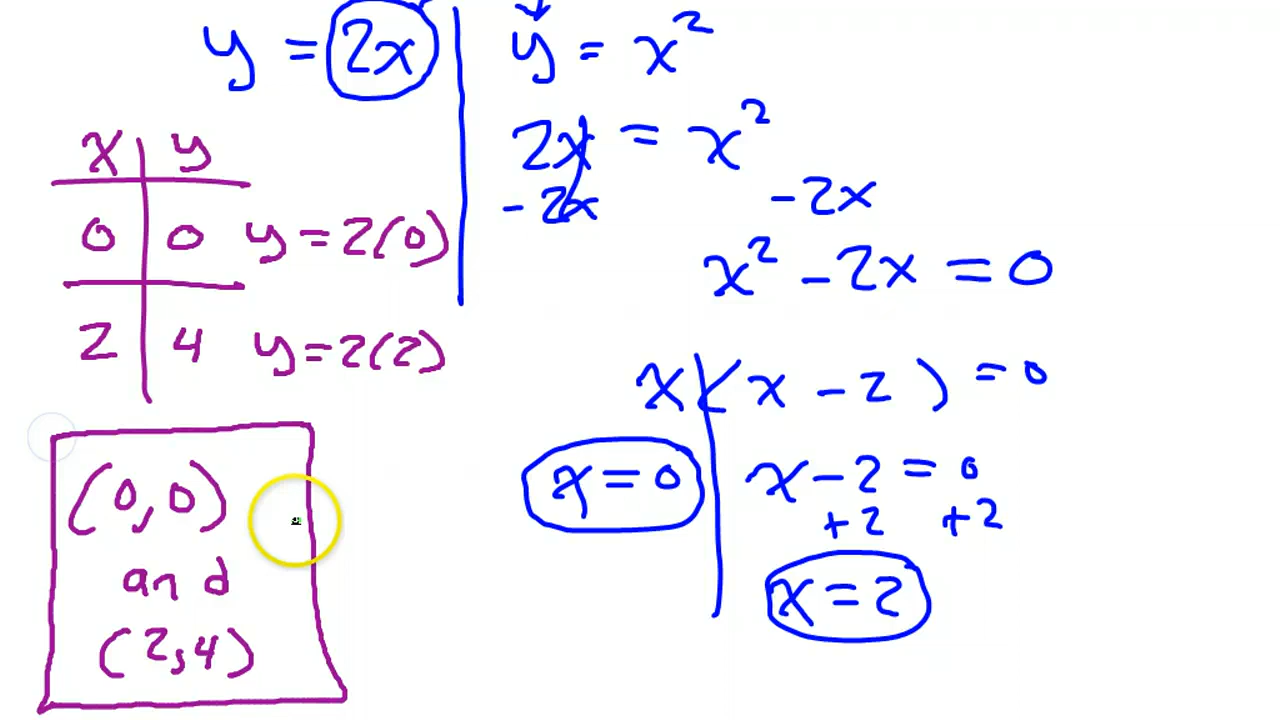 y = 2x
x y
0 0 y = 2(0)
2 4 y = 2(2)
(0,0)
and
(2,4)
y = x²
2x = x²
-2x -2x
x² - 2x = 0
x(x - 2) = 0
x = 0
x - 2 = 0
+2 +2
x = 2